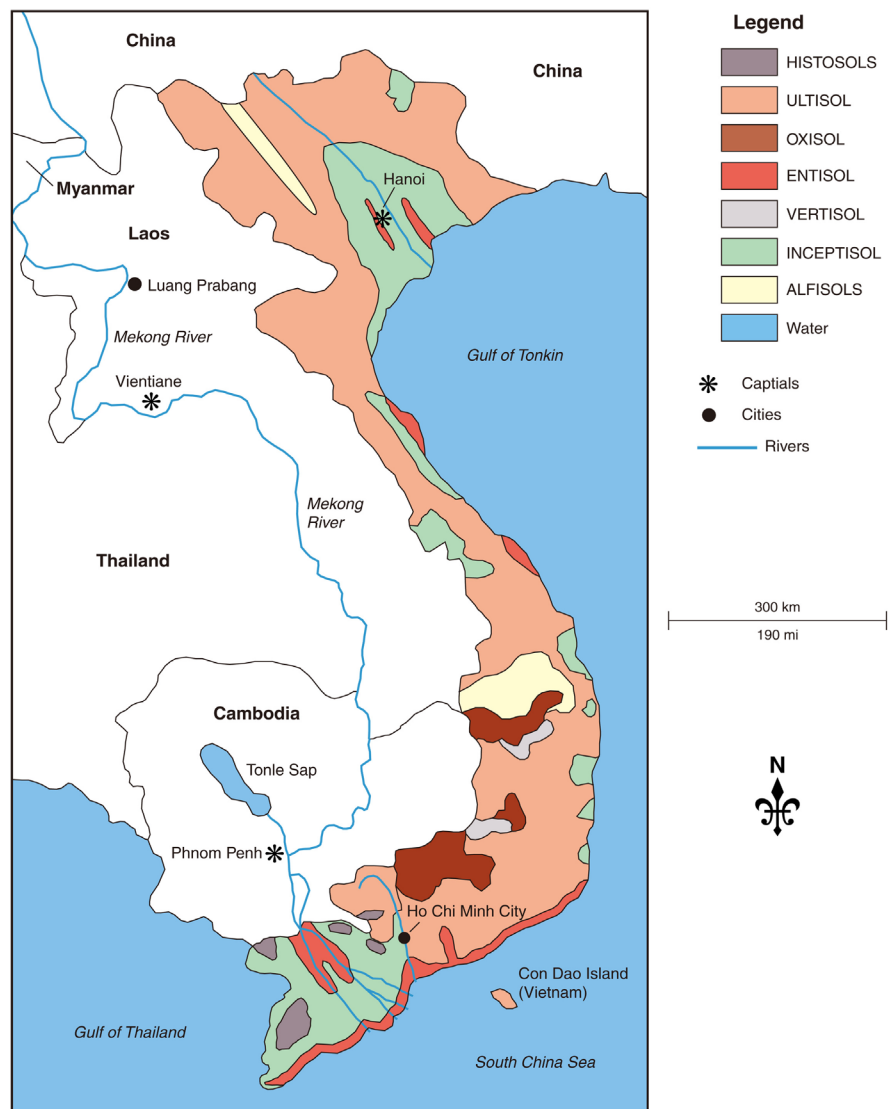 China
China
Myanmar
Laos
Hanoi
Luang Prabang
Mekong River
Vientiane
Gulf of Tonkin
Mekong
River
Thailand
Cambodia
Tonle Sap
Phnom Penh
Ho Chi Minh City
Con Dao Island
(Vietnam)
Gulf of Thailand
South China Sea
Legend
HISTOSOLS
ULTISOL
OXISOL
ENTISOL
VERTISOL
INCEPTISOL
ALFISOLS
Water
Captials
Cities
Rivers
300 km
190 mi
N